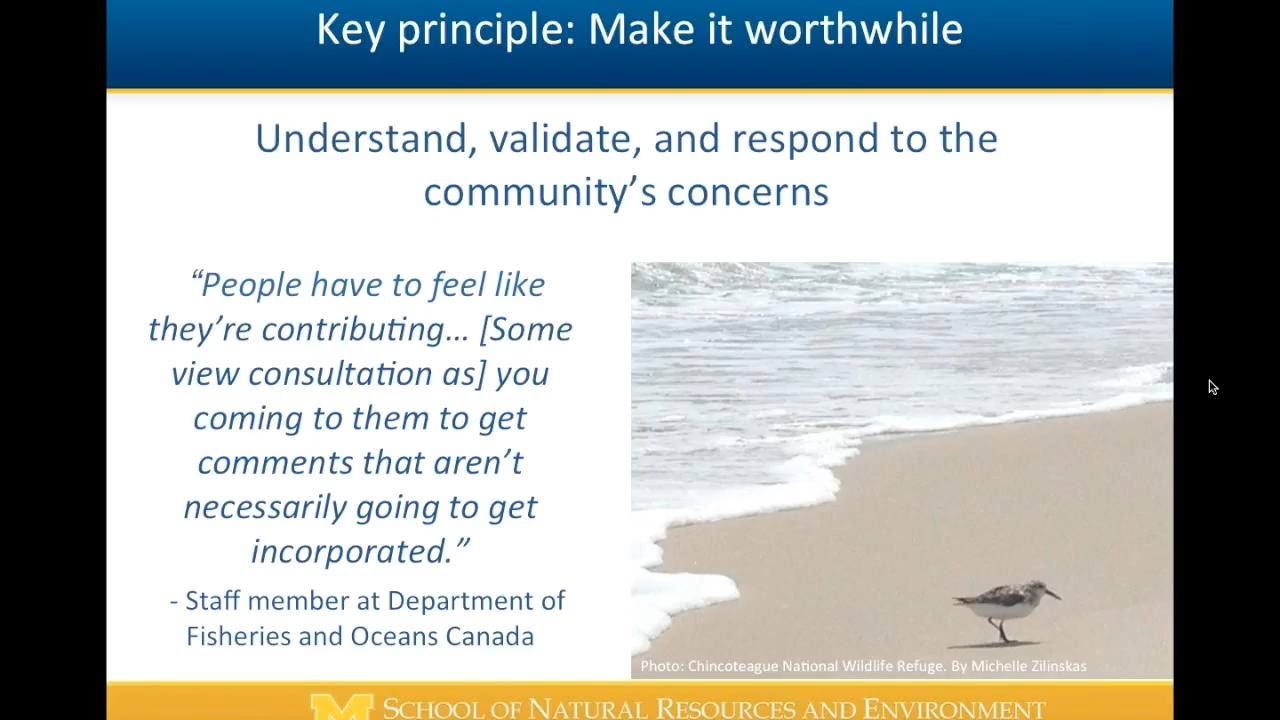 Key principle: Make it worthwhile
Understand, validate, and respond to the
community’s concerns
“People have to feel like
they’re contributing… [Some
view consultation as] you
coming to them to get
comments that aren’t
necessarily going to get
incorporated.”
- Staff member at Department of
Fisheries and Oceans Canada
Photo: Chincoteague National Wildlife Refuge. By Michelle Zilinskas
M SCHOOL OF NATURAL RESOURCES AND ENVIRONMENT